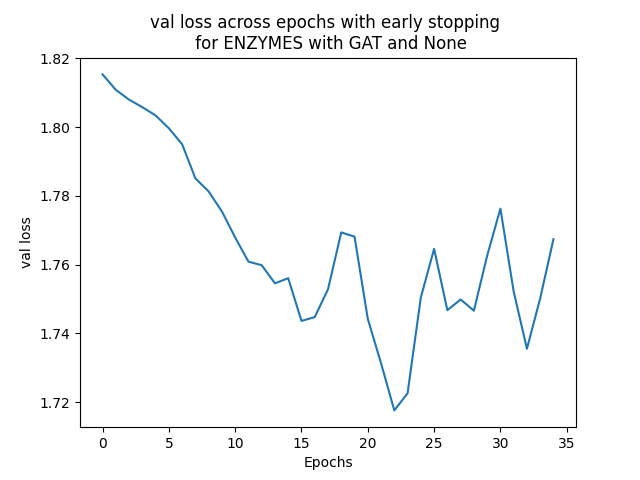 val loss across epochs with early stopping
for ENZYMES with GAT and None
1.82
1.80
1.78
1.76
1.74
1.72
val loss
0 5 10 15 20 25 30 35
Epochs